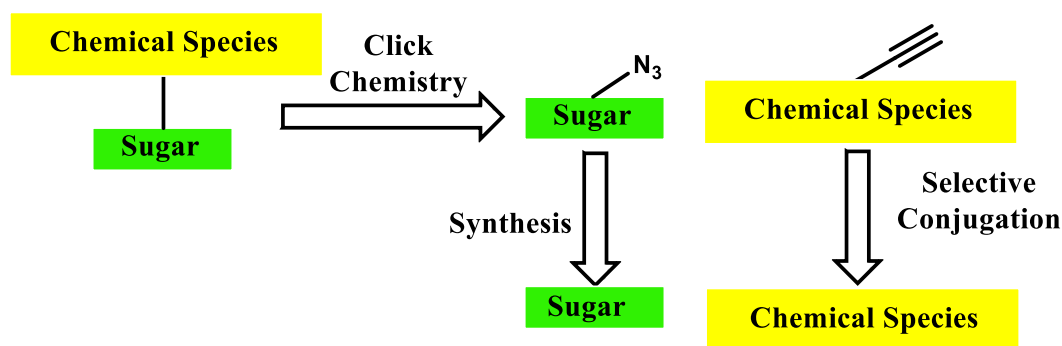 Chemical Species
Sugar
Click
Chemistry
N3
Sugar
Chemical Species
Synthesis
Selective
Conjugation
Sugar
Chemical Species